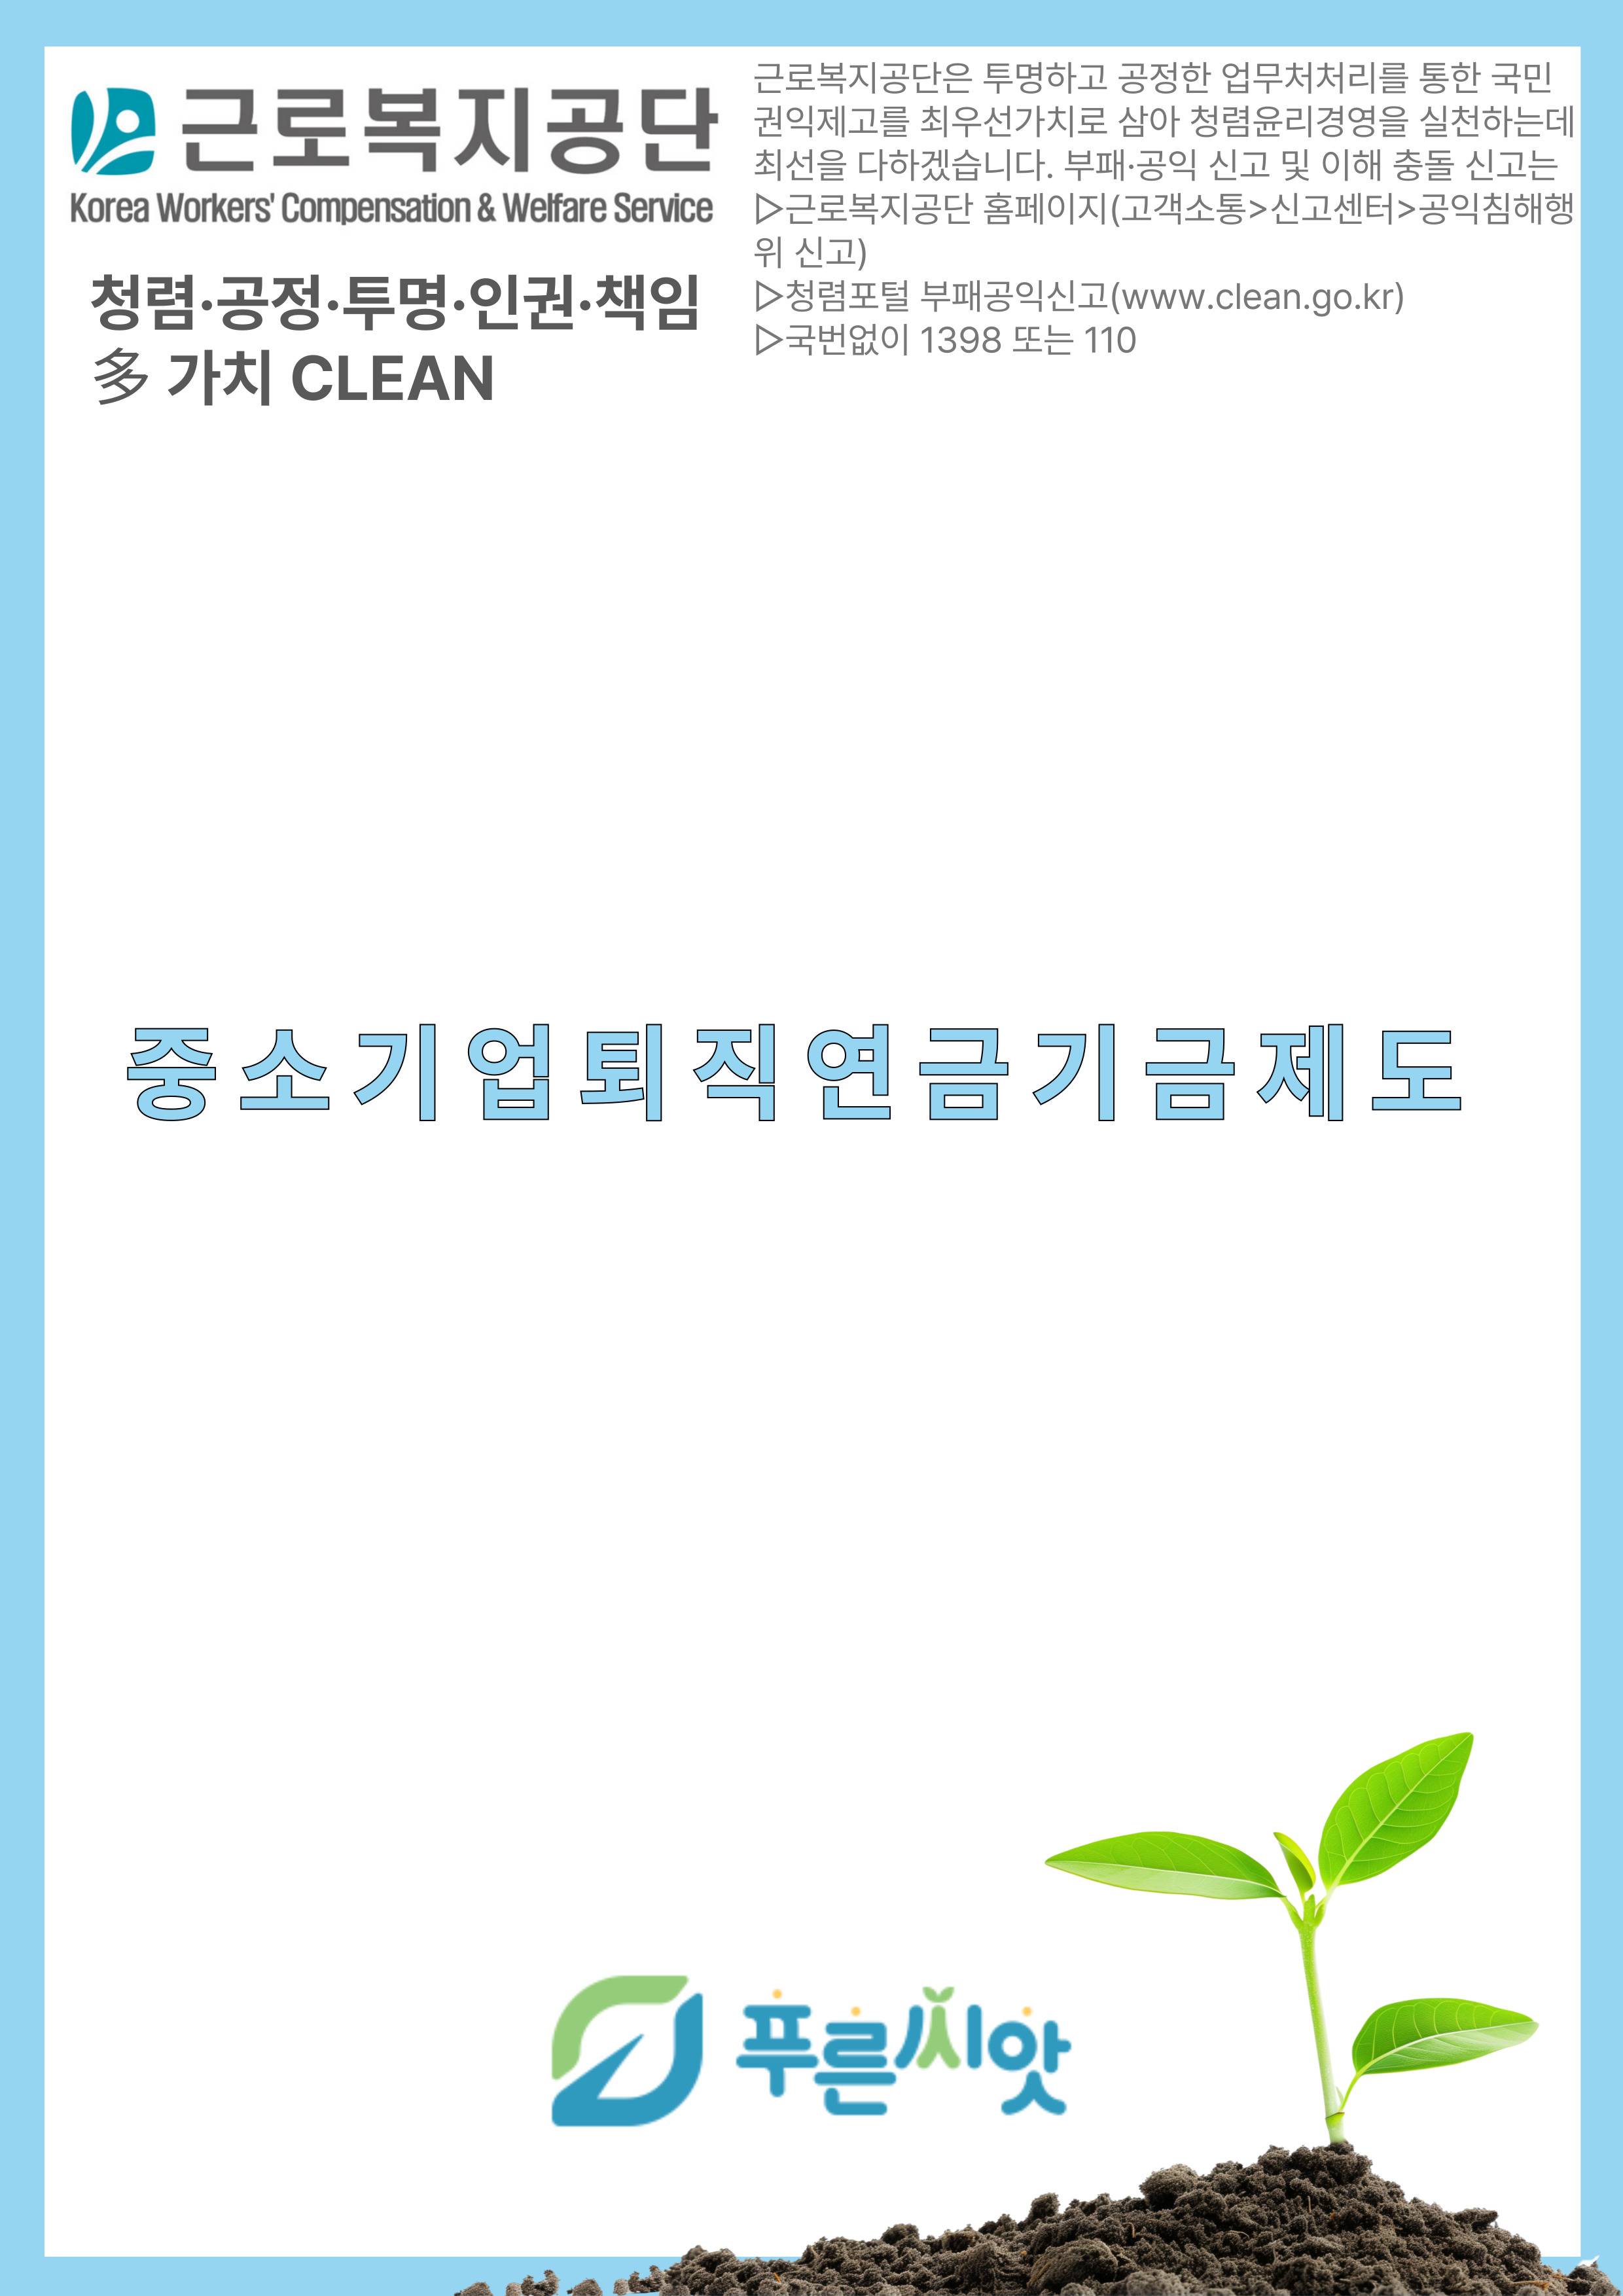 근로복지공단
Korea Workers' Compensation & Welfare Service
청렴·공정·투명·인권·책임
多 가치 CLEAN
근로복지공단은 투명하고 공정한 업무처처리를 통한 국민
권익제고를 최우선가치로 삼아 청렴윤리경영을 실천하는데
최선을 다하겠습니다. 부패·공익 신고 및 이해 충돌 신고는
▷근로복지공단 홈페이지(고객소통>신고센터>공익침해행
위 신고)
▷청렴포털 부패공익신고(www.clean.go.kr)
▷국번없이 1398 또는 110
중소기업퇴직연금기금제도
푸른씨앗